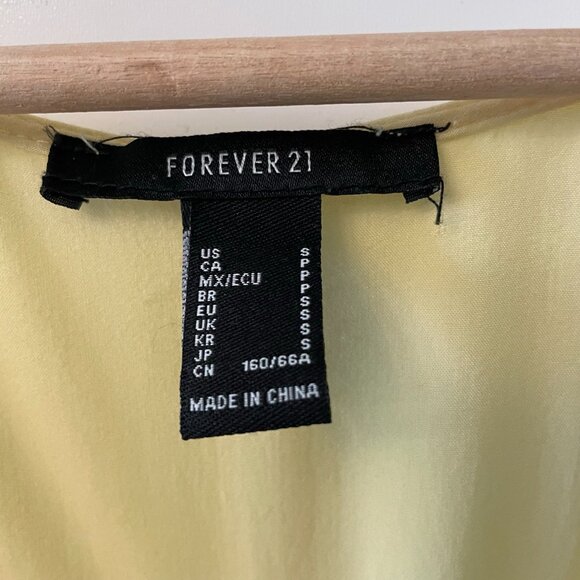 FOREVER 21
US S
CA P
MX/ECU P
BR P
EU S
UK S
KR S
JP S
CN 160/66A
MADE IN CHINA